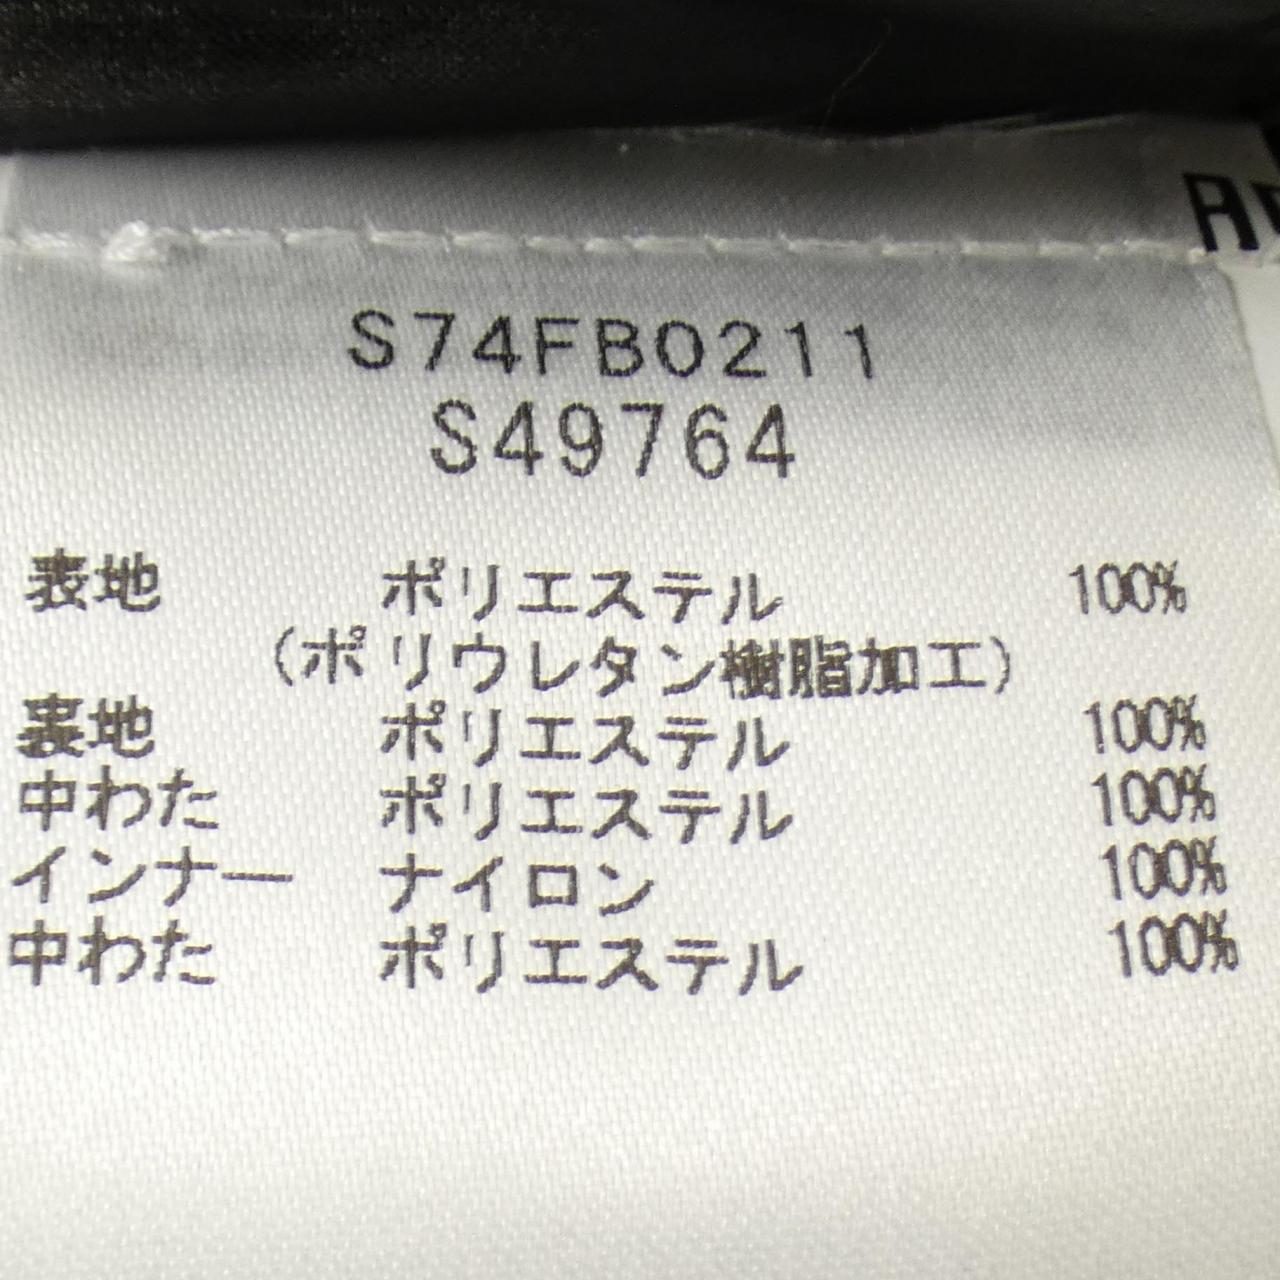 S74FB0211
S49764
表地 ポリエステル 100%
(ポリウレタン樹脂加工)
裏地 ポリエステル 100%
中わた ポリエステル 100%
インナー ナイロン 100%
中わた ポリエステル 100%